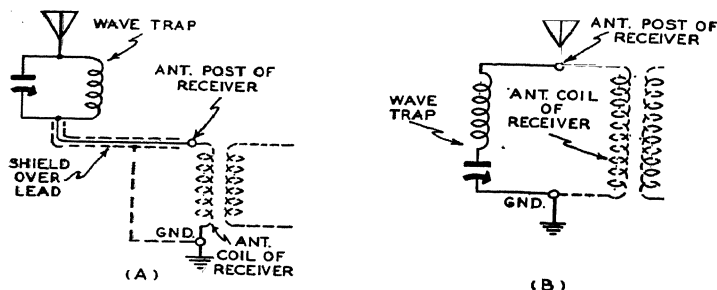 WAVE TRAP
ANT. POST OF
RECEIVER
SHIELD
OVER
LEAD
GND.
ANT.
COIL OF
RECEIVER
(A)
ANT. POST OF
RECEIVER
WAVE
TRAP
ANT. COIL
OF
RECEIVER
GND.
(B)